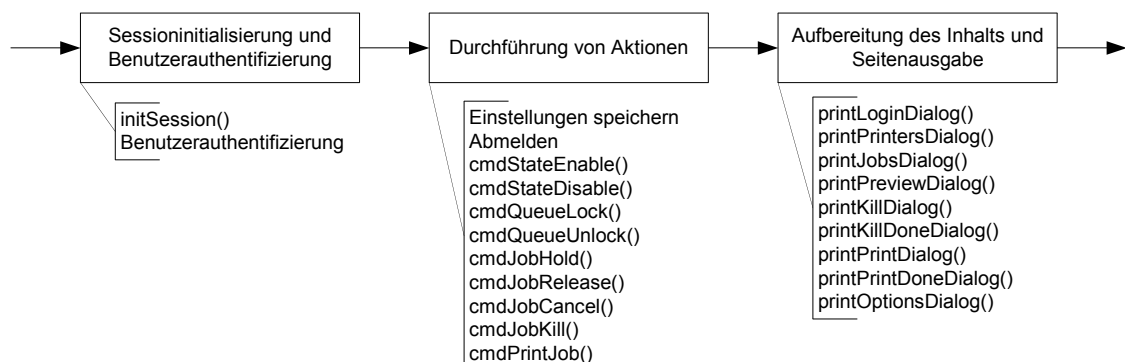 Sessioninitialisierung und
Benutzerauthentifizierung
initSession()
Benutzerauthentifizierung
Durchführung von Aktionen
Einstellungen speichern
Abmelden
cmdStateEnable()
cmdStateDisable()
cmdQueueLock()
cmdQueueUnlock()
cmdJobHold()
cmdJobRelease()
cmdJobCancel()
cmdJobKill()
cmdPrintJob()
Aufbereitung des Inhalts und
Seitenausgabe
printLoginDialog()
printPrintersDialog()
printJobsDialog()
printPreviewDialog()
printKillDialog()
printKillDoneDialog()
printPrintDialog()
printPrintDoneDialog()
printOptionsDialog()